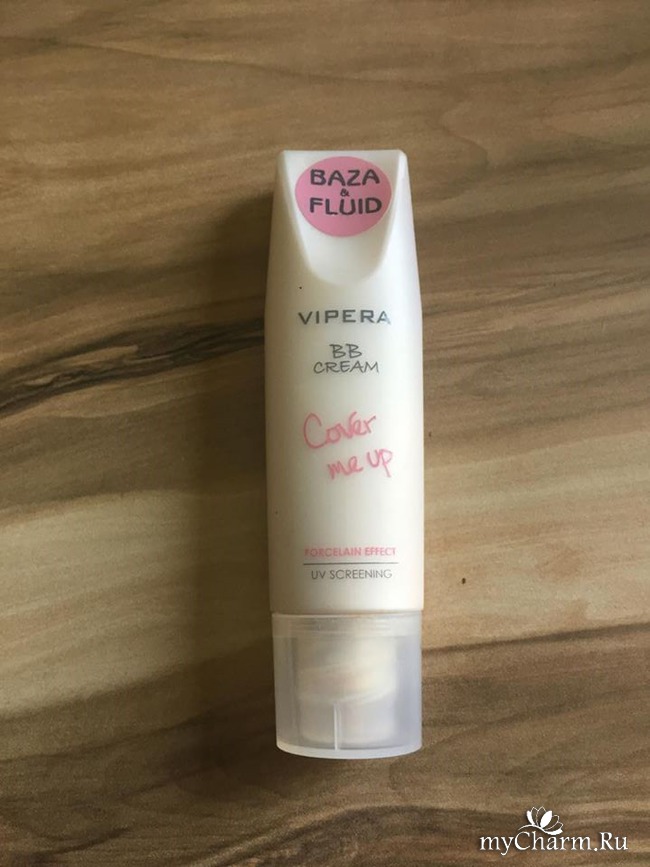 BAZA
&
FLUID
VIPERA
BB
CREAM
Cover
me up
PORCELAIN EFFECT
UV SCREENING
myCharm.Ru